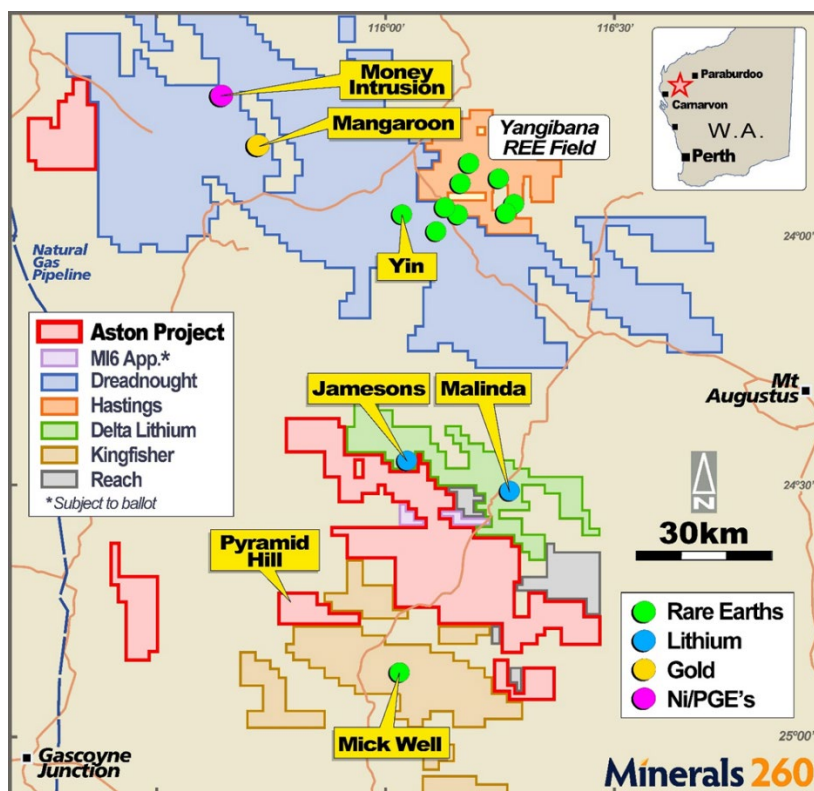 116°00'
116°30'
Money
Intrusion
Mangaroon
Yangibana
REE Field
Paraburdoo
Carnarvon
W.A.
Perth
24°00'
Natural
Gas
Pipeline
Yin
Aston Project
MI6 App.*
Dreadnought
Hastings
Delta Lithium
Kingfisher
Reach
*Subject to ballot
Jamesons
Malinda
Mt
Augustus
24°30'
N
30km
Pyramid
Hill
Rare Earths
Lithium
Gold
Ni/PGE's
Mick Well
25°00'
Gascoyne
Junction
Minerals 260